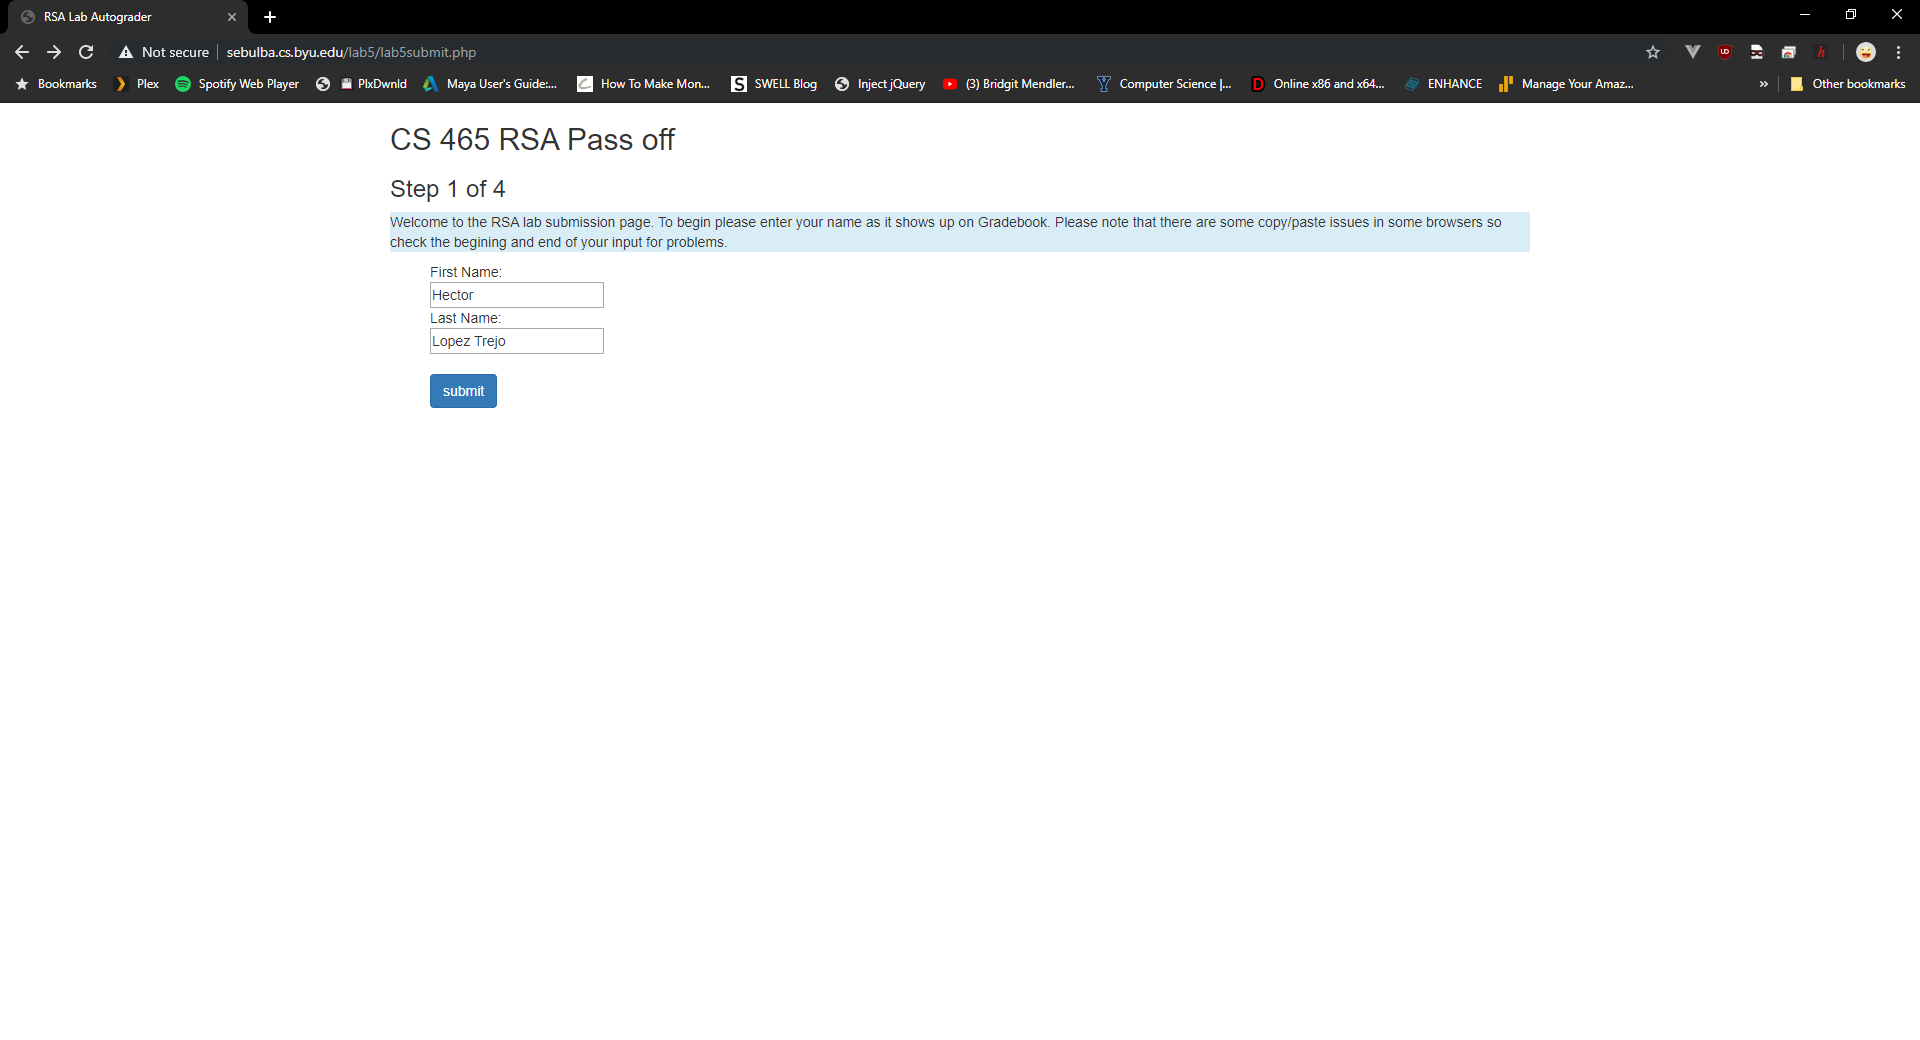 RSA Lab Autograder
Not secure sebulba.cs.byu.edu/lab5/lab5submit.php
Bookmarks Plex Spotify Web Player PlxDwnld Maya User's Guide:... How To Make Mon... SWELL Blog Inject jQuery (3) Bridgit Mendler... Computer Science |... Online x86 and x64... ENHANCE Manage Your Amaz... » Other bookmarks
CS 465 RSA Pass off
Step 1 of 4
Welcome to the RSA lab submission page. To begin please enter your name as it shows up on Gradebook. Please note that there are some copy/paste issues in some browsers so
check the begining and end of your input for problems.
First Name:
Hector
Last Name:
Lopez Trejo
submit